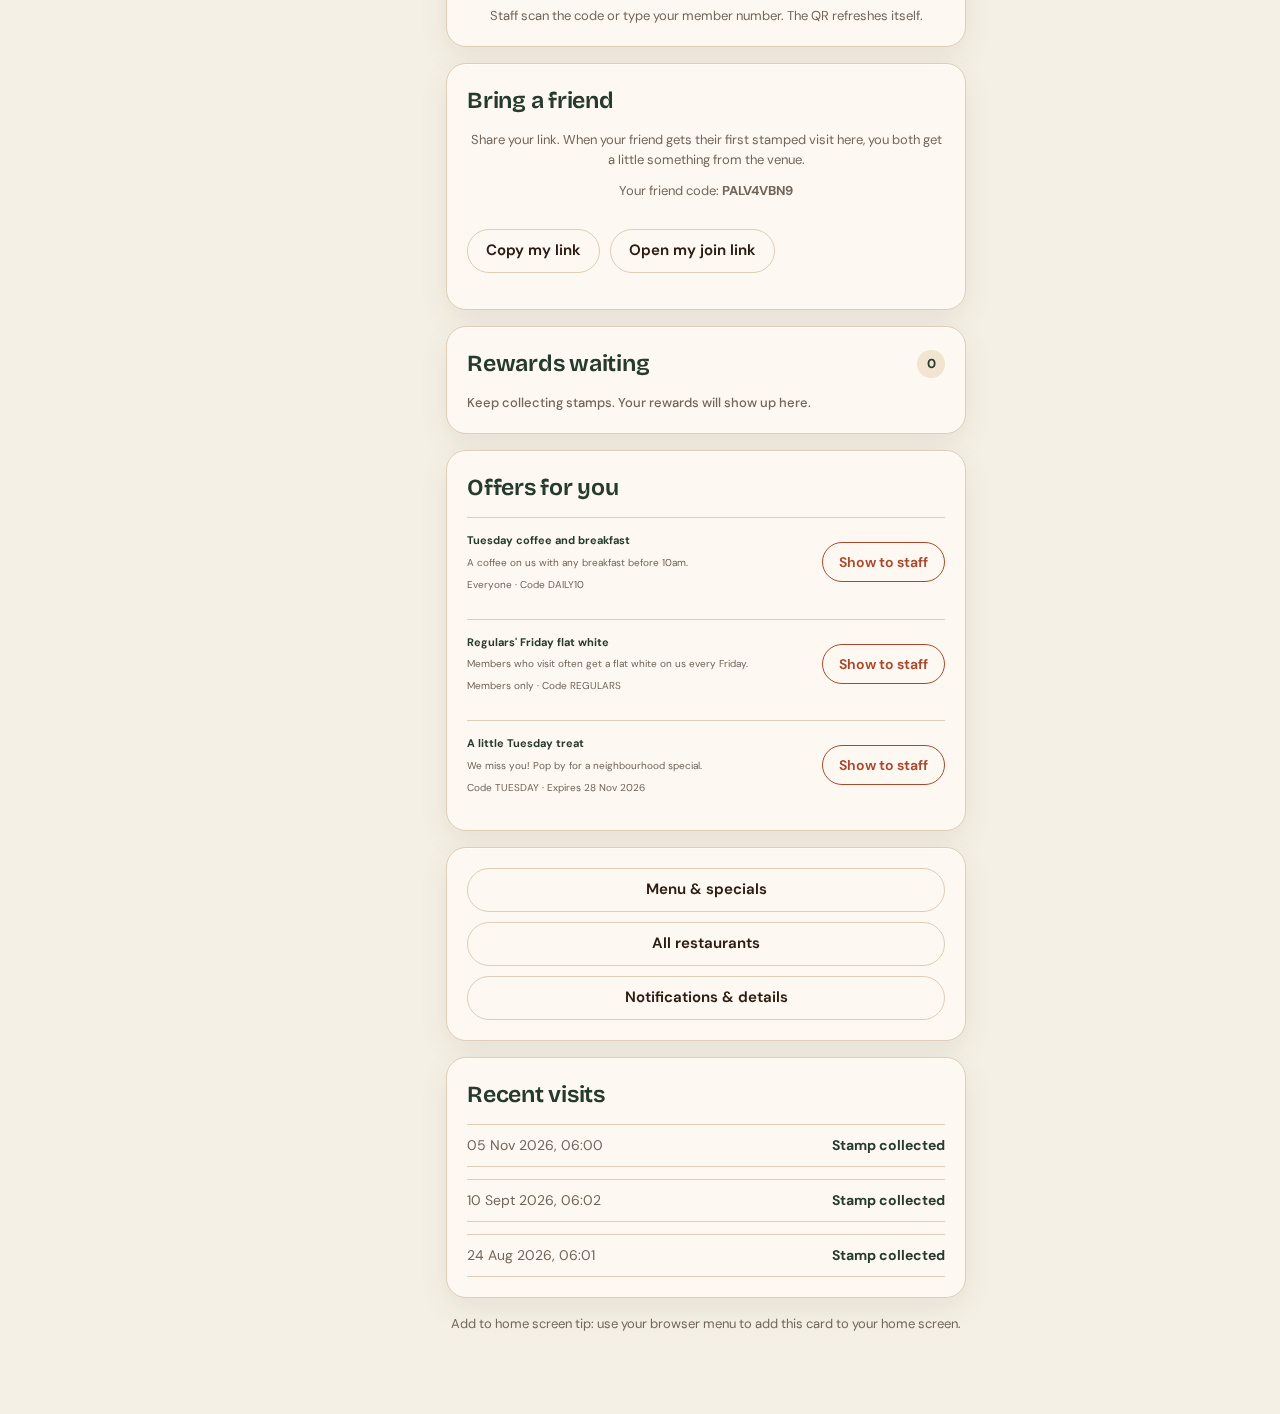 Staff scan the code or type your member number. The QR refreshes itself.
Bring a friend
Share your link. When your friend gets their first stamped visit here, you both get
a little something from the venue.
Your friend code: PALV4VBN9
Copy my link
Open my join link
Rewards waiting
0
Keep collecting stamps. Your rewards will show up here.
Offers for you
Tuesday coffee and breakfast
A coffee on us with any breakfast before 10am.
Everyone · Code DAILY10
Show to staff
Regulars' Friday flat white
Members who visit often get a flat white on us every Friday.
Members only · Code REGULARS
Show to staff
A little Tuesday treat
We miss you! Pop by for a neighbourhood special.
Code TUESDAY · Expires 28 Nov 2026
Show to staff
Menu & specials
All restaurants
Notifications & details
Recent visits
05 Nov 2026, 06:00 Stamp collected
10 Sept 2026, 06:02 Stamp collected
24 Aug 2026, 06:01 Stamp collected
Add to home screen tip: use your browser menu to add this card to your home screen.